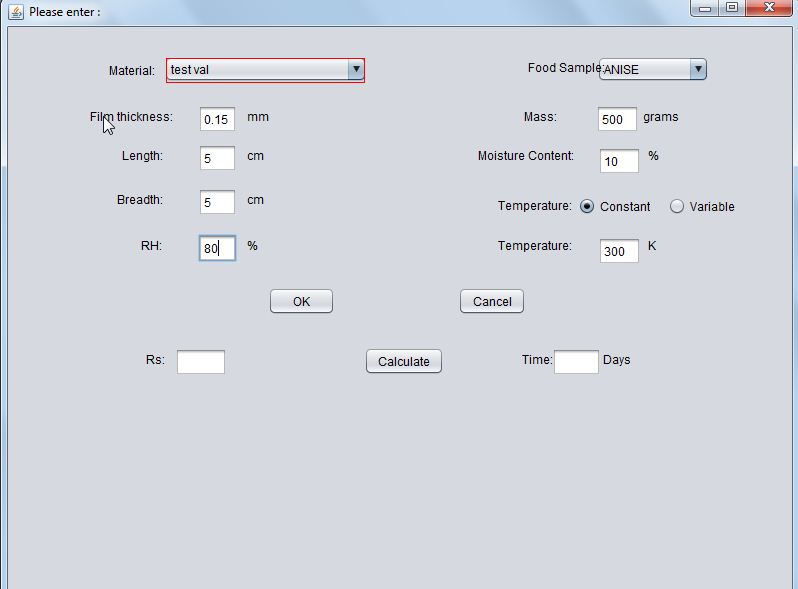 Please enter :
Material: test val Food Sample: ANISE
Film thickness: 0.15 mm Mass: 500 grams
Length: 5 cm Moisture Content: 10 %
Breadth: 5 cm Temperature: Constant Variable
RH: 80 % Temperature: 300 K
OK Cancel
Rs: Calculate Time: Days